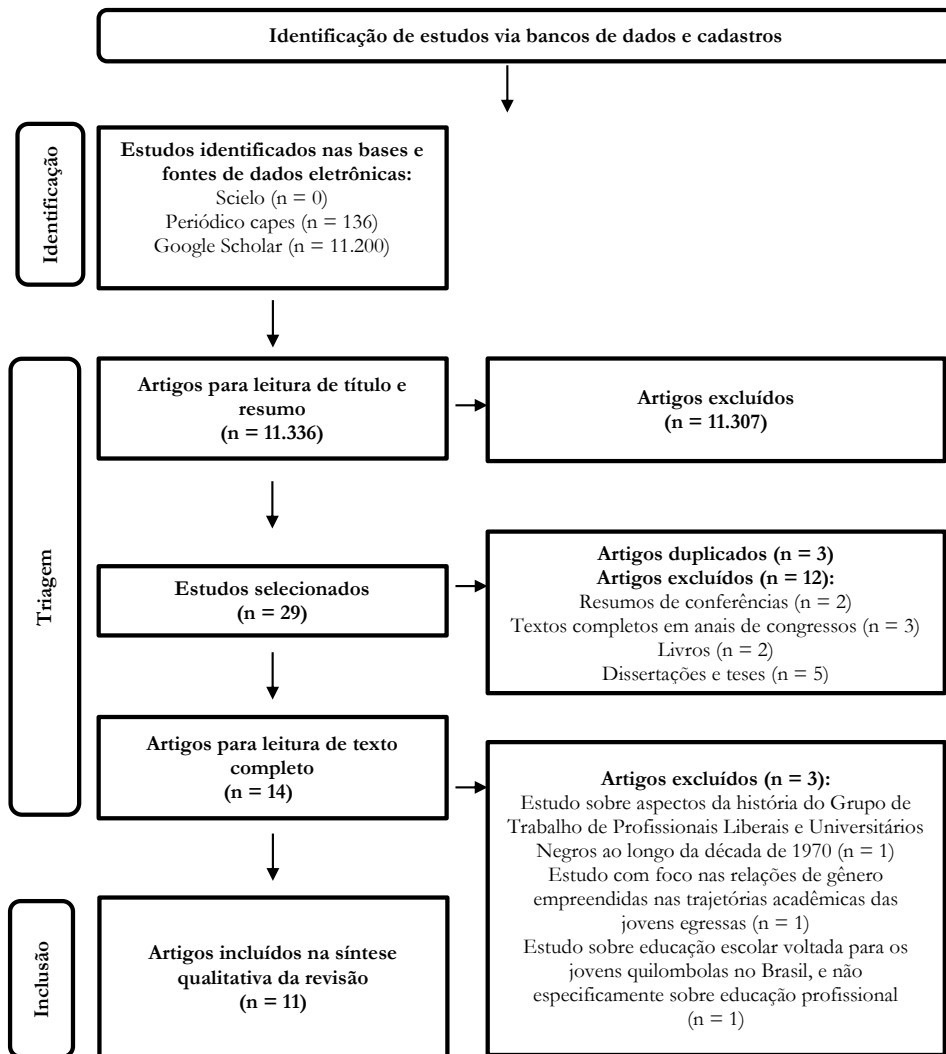 Identificação de estudos via bancos de dados e cadastros
Identificação
Estudos identificados nas bases e
fontes de dados eletrônicas:
Scielo (n = 0)
Periódico capes (n = 136)
Google Scholar (n = 11.200)
Triagem
Artigos para leitura de título e
resumo
(n = 11.336)
Artigos excluídos
(n = 11.307)
Estudos selecionados
(n = 29)
Artigos duplicados (n = 3)
Artigos excluídos (n = 12):
Resumos de conferências (n = 2)
Textos completos em anais de congressos (n = 3)
Livros (n = 2)
Dissertações e teses (n = 5)
Artigos para leitura de texto
completo
(n = 14)
Artigos excluídos (n = 3):
Estudo sobre aspectos da história do Grupo de
Trabalho de Profissionais Liberais e Universitários
Negros ao longo da década de 1970 (n = 1)
Estudo com foco nas relações de gênero
empreendidas nas trajetórias acadêmicas das
jovens egressas (n = 1)
Estudo sobre educação escolar voltada para os
jovens quilombolas no Brasil, e não
especificamente sobre educação profissional
(n = 1)
Inclusão
Artigos incluídos na síntese
qualitativa da revisão
(n = 11)